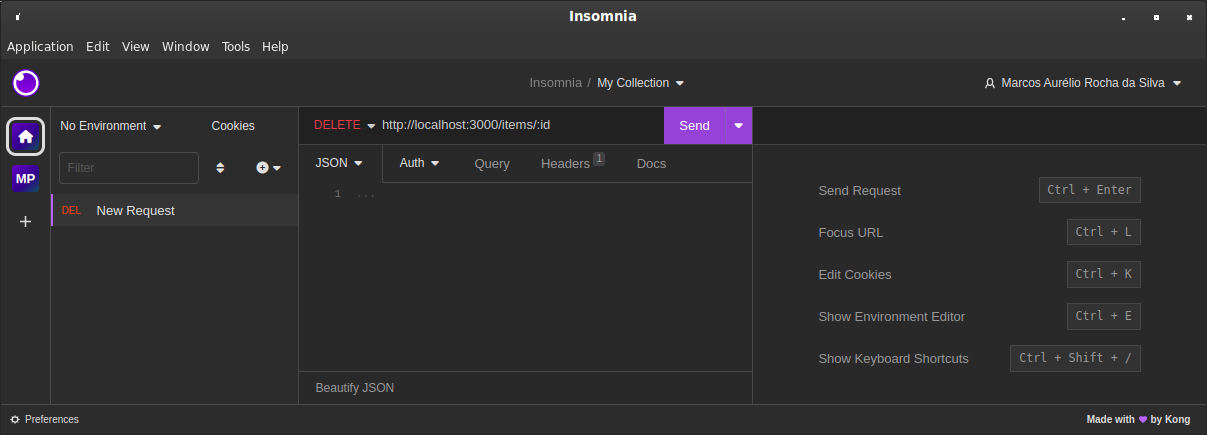 Insomnia
Application Edit View Window Tools Help
Insomnia / My Collection
Marcos Aurélio Rocha da Silva
No Environment Cookies
DELETE http://localhost:3000/items/:id Send
Filter
JSON Auth Query Headers 1 Docs
MP
DEL New Request
1 ...
Send Request Ctrl + Enter
Focus URL Ctrl + L
Edit Cookies Ctrl + K
Show Environment Editor Ctrl + E
Show Keyboard Shortcuts Ctrl + Shift + /
Beautify JSON
Preferences
Made with 💜 by Kong